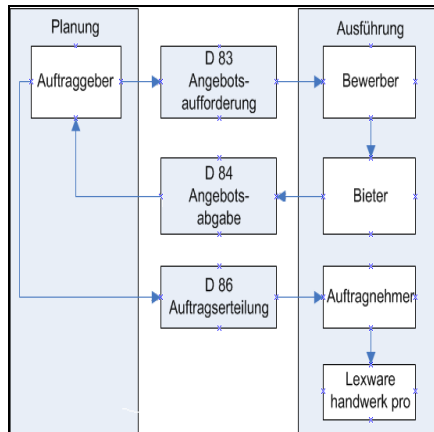 Planung
Ausführung
Auftraggeber
D 83
Angebots-
aufforderung
Bewerber
D 84
Angebots-
abgabe
Bieter
D 86
Auftragserteilung
Auftragnehmer
Lexware
handwerk pro